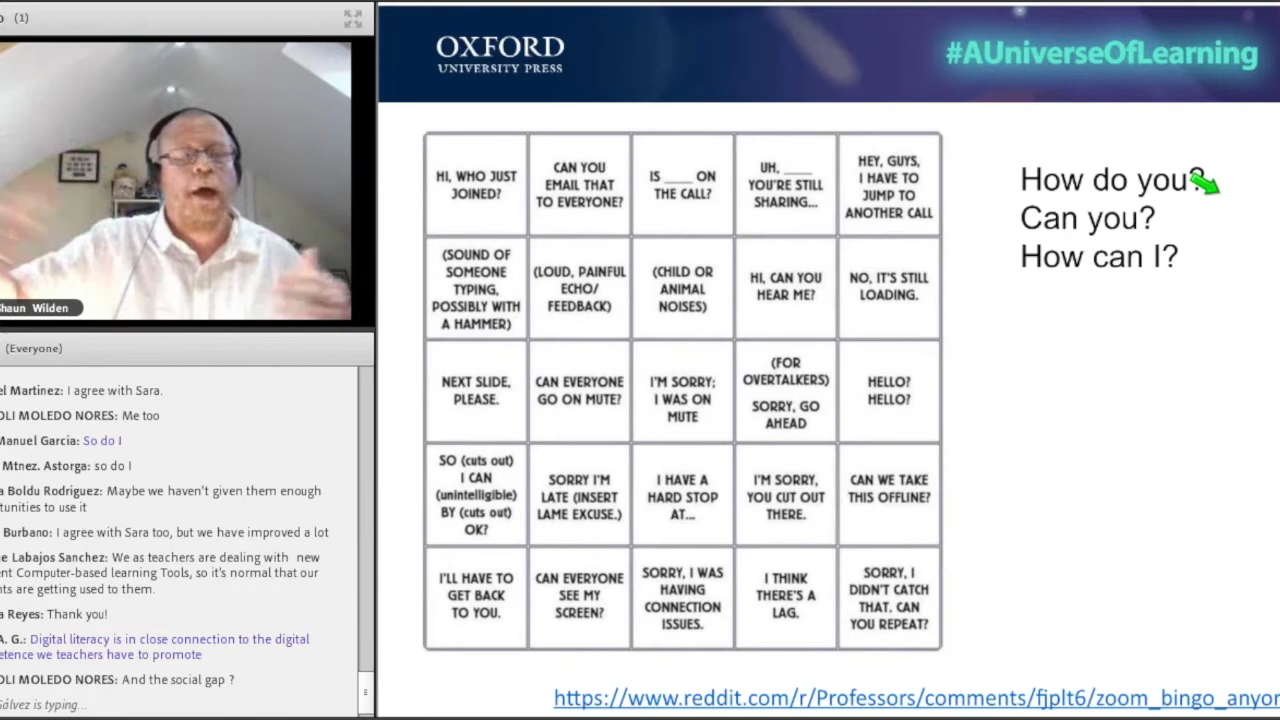 (1)
Shaun Wilden
(Everyone)
Martinez: I agree with Sara.
MOLEDO NORES: Me too
Manuel Garcia: So do I
Mtnez. Astorga: so do I
Boldu Rodriguez: Maybe we haven't given them enough
to use it
Burbano: I agree with Sara too, but we have improved a lot
Labajos Sanchez: We as teachers are dealing with new
Computer-based learning Tools, so it's normal that our
are getting used to them.
Reyes: Thank you!
A. G.: Digital literacy is in close connection to the digital
we teachers have to promote
MOLEDO NORES: And the social gap ?
is typing...
OXFORD
UNIVERSITY PRESS
#AUniverseOfLearning
HI, WHO JUST
JOINED?
CAN YOU
EMAIL THAT
TO EVERYONE?
IS ____ ON
THE CALL?
UH, ____
YOU'RE STILL
SHARING...
HEY, GUYS,
I HAVE TO
JUMP TO
ANOTHER CALL
(SOUND OF
SOMEONE
TYPING,
POSSIBLY WITH
A HAMMER)
(LOUD, PAINFUL
ECHO/
FEEDBACK)
(CHILD OR
ANIMAL
NOISES)
HI, CAN YOU
HEAR ME?
NO, IT'S STILL
LOADING.
NEXT SLIDE,
PLEASE.
CAN EVERYONE
GO ON MUTE?
I'M SORRY;
I WAS ON
MUTE
(FOR
OVERTALKERS)
SORRY, GO
AHEAD
HELLO?
HELLO?
SO (cuts out)
I CAN
(unintelligible)
BY (cuts out)
OK?
SORRY I'M
LATE (INSERT
LAME EXCUSE.)
I HAVE A
HARD STOP
AT...
I'M SORRY,
YOU CUT OUT
THERE.
CAN WE TAKE
THIS OFFLINE?
I'LL HAVE TO
GET BACK
TO YOU.
CAN EVERYONE
SEE MY
SCREEN?
SORRY, I WAS
HAVING
CONNECTION
ISSUES.
I THINK
THERE'S A
LAG.
SORRY, I
DIDN'T CATCH
THAT. CAN
YOU REPEAT?
How do you?
Can you?
How can I?
https://www.reddit.com/r/Professors/comments/fjplt6/zoom_bingo_anyo